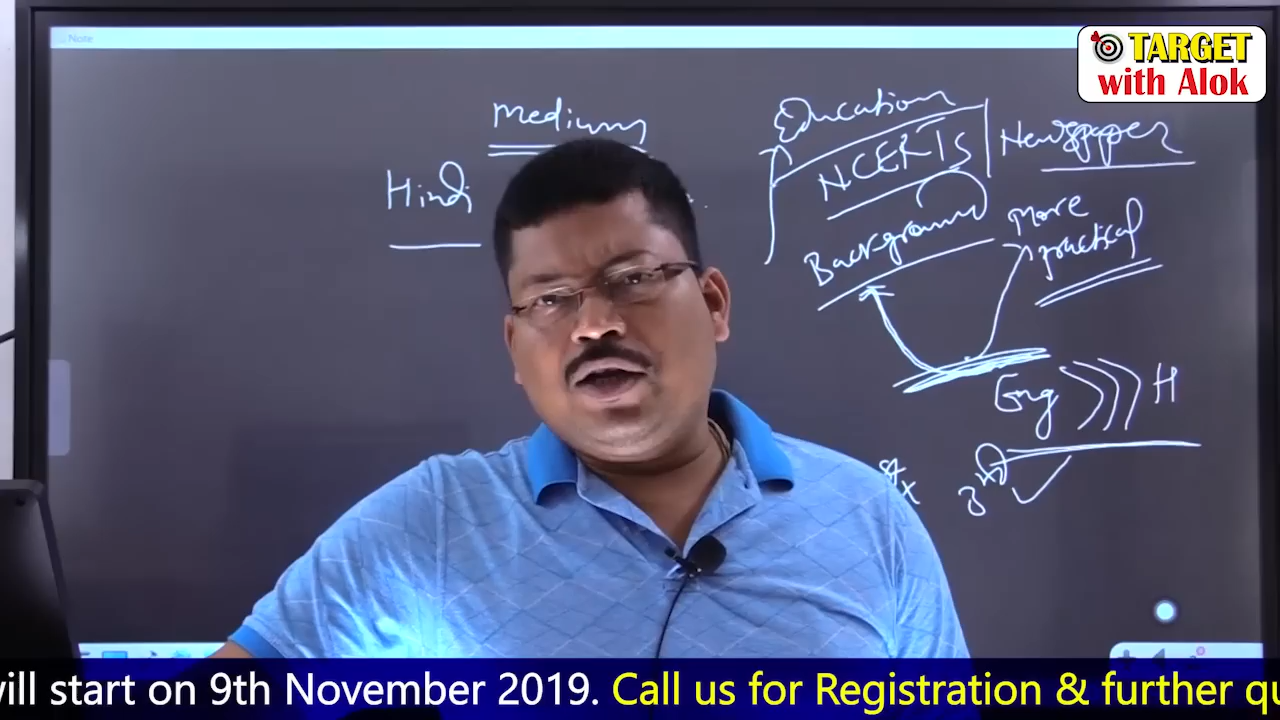 Note
TARGET
with Alok
Medium
Hindi
Education
NCERTs
Newspaper
Background
More
practical
Eng
H
will start on 9th November 2019. Call us for Registration & further qu